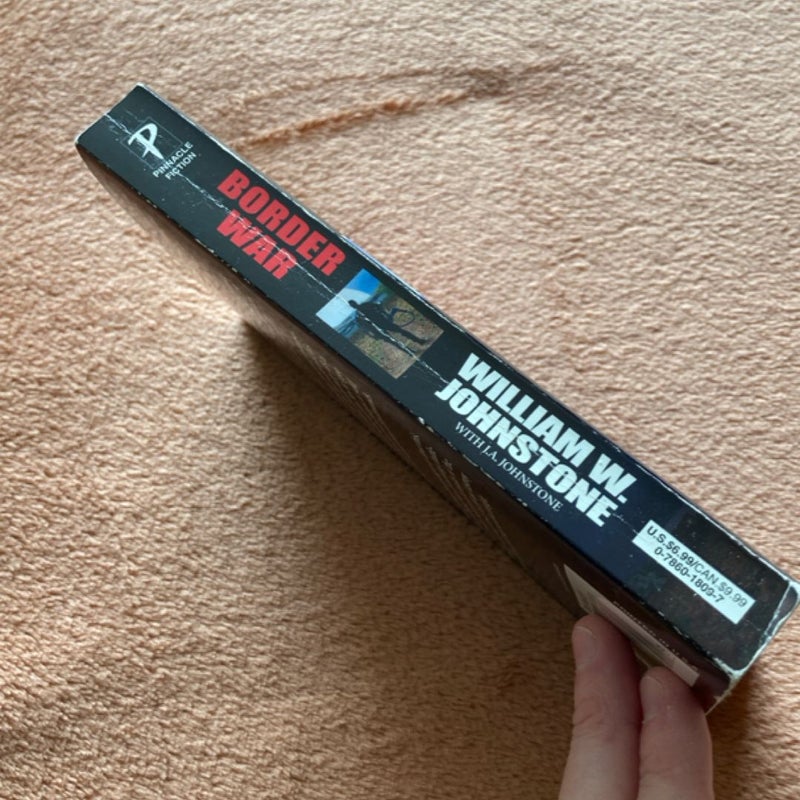 P
PINNACLE
FICTION
BORDER
WAR
WILLIAM W.
JOHNSTONE
WITH J.A. JOHNSTONE
U.S.$6.99/CAN.$9.99
0-7860-1809-7